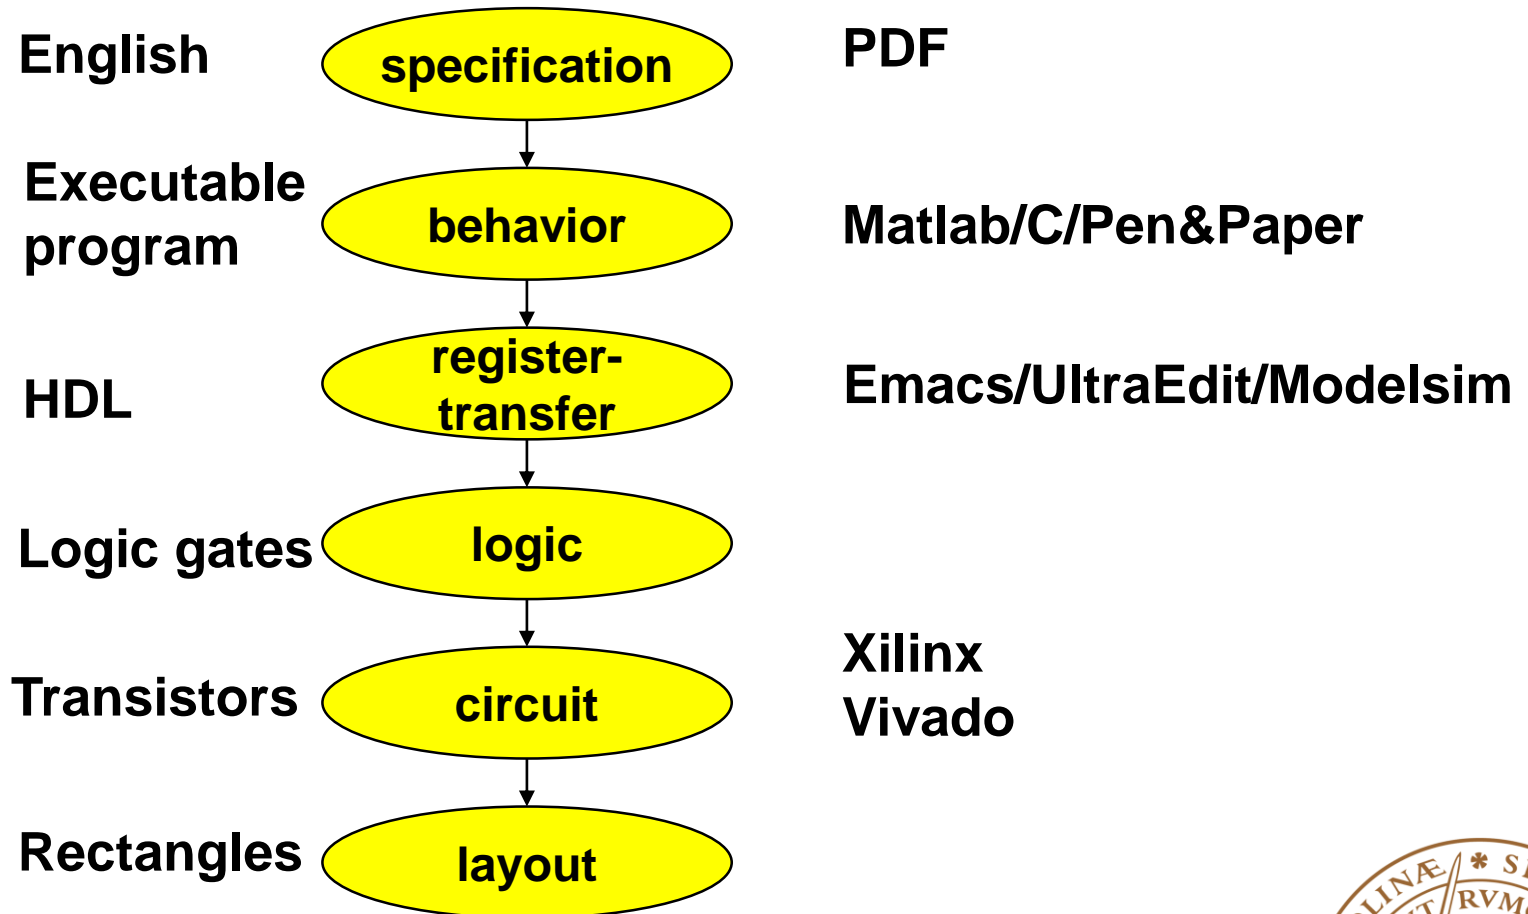 English
specification
PDF
Executable
program
behavior
Matlab/C/Pen&Paper
HDL
register-
transfer
Emacs/UltraEdit/Modelsim
Logic gates
logic
Transistors
circuit
Xilinx
Vivado
Rectangles
layout